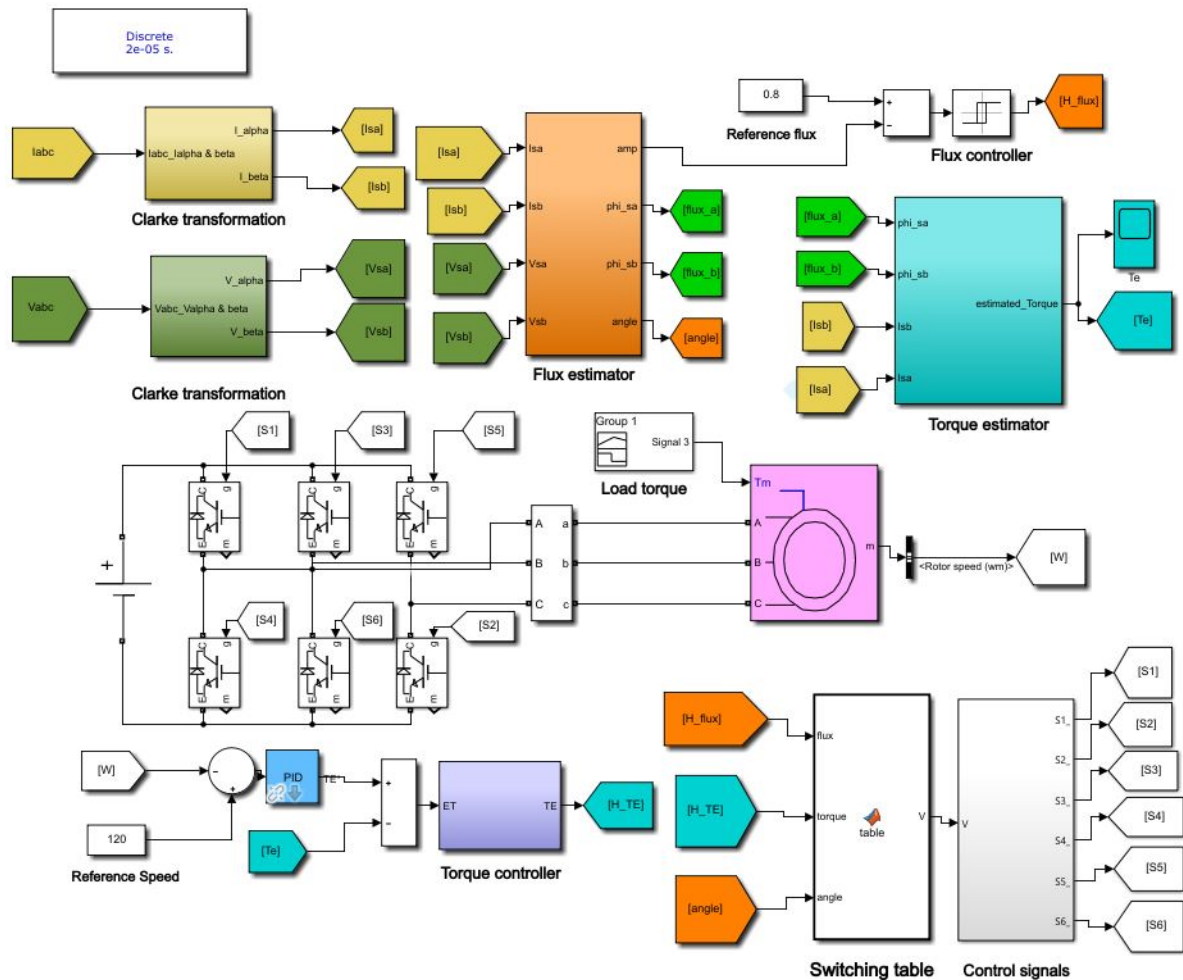 Discrete
2e-05 s.
Iabc
Iabc_Ialpha & beta
I_alpha
I_beta
[Isa]
[Isb]
Clarke transformation
Vabc
Vabc_Valpha & beta
V_alpha
V_beta
[Vsa]
[Vsb]
Clarke transformation
[Isa]
[Isb]
[Vsa]
[Vsb]
Isa
Isb
Vsa
Vsb
amp
phi_sa
phi_sb
angle
Flux estimator
[flux_a]
[flux_b]
[angle]
0.8
Reference flux
+
−
Flux controller
[H_flux]
[flux_a]
[flux_b]
[Isb]
[Isa]
phi_sa
phi_sb
Isb
Isa
estimated_Torque
Torque estimator
Te
[Te]
[S1]
[S3]
[S5]
C
g
E
m
C
g
E
m
C
g
E
m
+
[S4]
[S6]
[S2]
C
g
E
m
C
g
E
m
C
g
E
m
A
B
C
a
b
c
Group 1
Signal 3
Load torque
Tm
A
B
C
m
<Rotor speed (wm)>
[W]
[W]
120
Reference Speed
−
+
PID
TE*
[Te]
+
−
ET
TE
Torque controller
[H_TE]
[H_flux]
[H_TE]
[angle]
flux
torque
angle
table
V
Switching table
V
S1_
S2_
S3_
S4_
S5_
S6_
Control signals
[S1]
[S2]
[S3]
[S4]
[S5]
[S6]